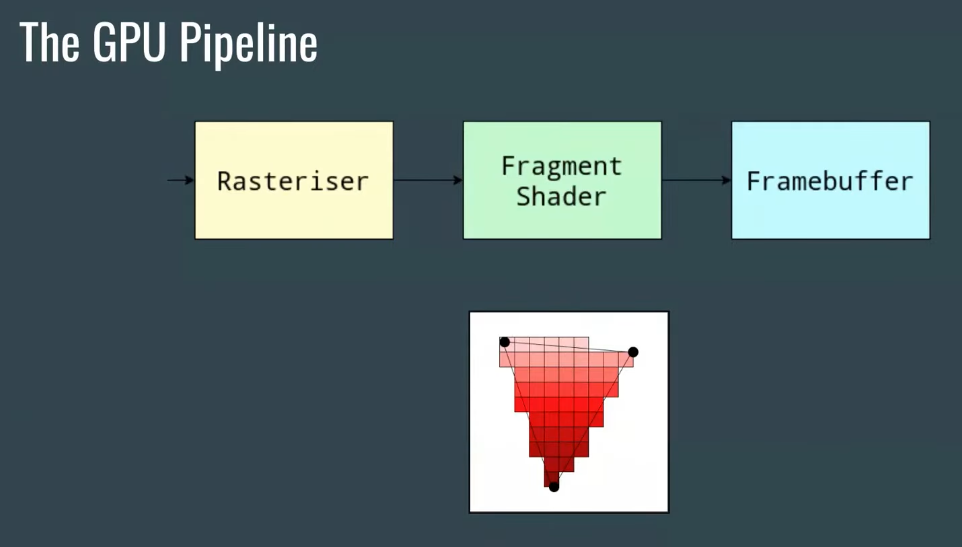 The GPU Pipeline
Rasteriser
Fragment
Shader
Framebuffer